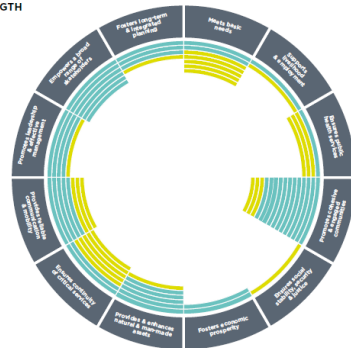 GTH
Fosters long-term
& integrated
planning
Meets basic
needs
Supports
livelihood
& employment
Ensures public
health services
Promotes cohesive
& engaged
communities
Ensures social
stability, security
& justice
Fosters economic
prosperity
Provides & enhances
natural & man-made
assets
Ensures continuity
of critical services
Provides reliable
communication
& mobility
Promotes leadership
& effective
management
Empowers a broad
range of
stakeholders